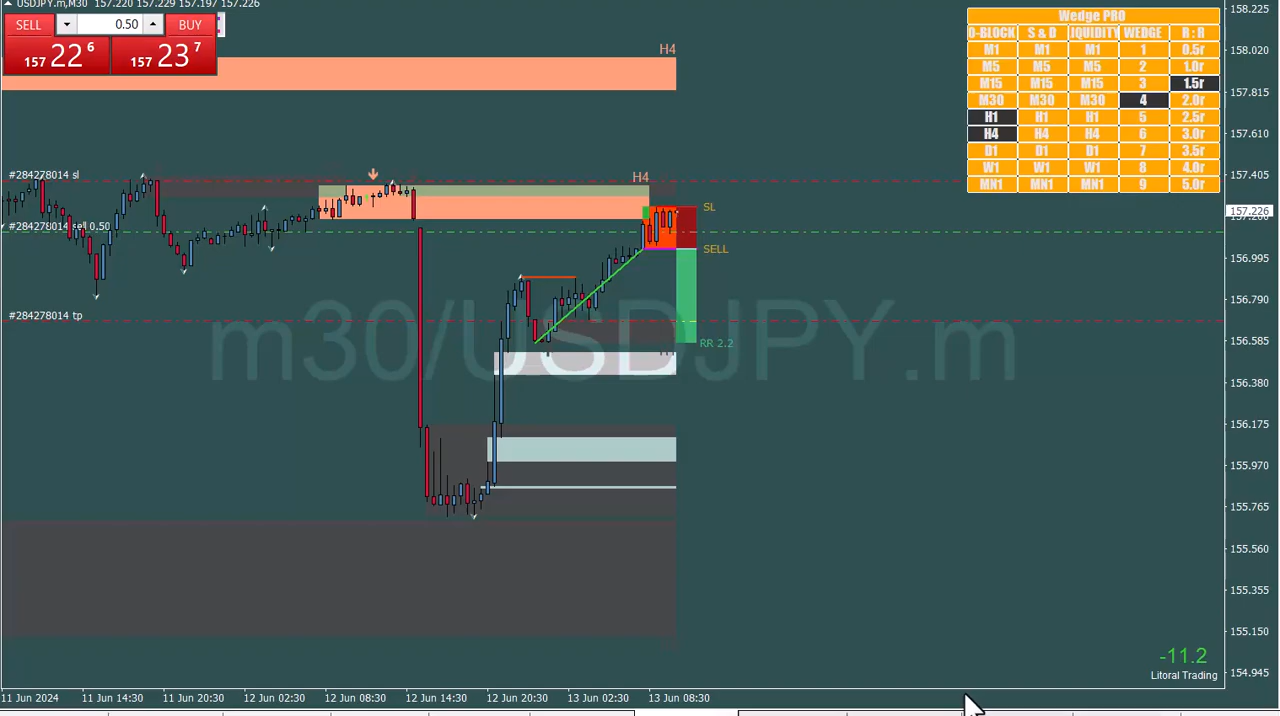 USDJPY.m,M30 157.220 157.229 157.197 157.226
SELL 0.50 BUY
157 22 6 157 23 7
Wedge PRO
O-BLOCK S & D IQUIDITY WEDGE R : R
M1 M1 M1 1 0.5r
M5 M5 M5 2 1.0r
M15 M15 M15 3 1.5r
M30 M30 M30 4 2.0r
H1 H1 H1 5 2.5r
H4 H4 H4 6 3.0r
D1 D1 D1 7 3.5r
W1 W1 W1 8 4.0r
MN1 MN1 MN1 9 5.0r
H4
#284278014 sl
H4
SL
#284278014 sell 0.50
SELL
#284278014 tp
RR 2.2
m30/USDJPY.m
158.225
158.020
157.815
157.610
157.405
157.226
156.995
156.790
156.585
156.380
156.175
155.970
155.765
155.560
155.355
155.150
154.945
-11.2
Litoral Trading
11 Jun 2024 11 Jun 14:30 11 Jun 20:30 12 Jun 02:30 12 Jun 08:30 12 Jun 14:30 12 Jun 20:30 13 Jun 02:30 13 Jun 08:30